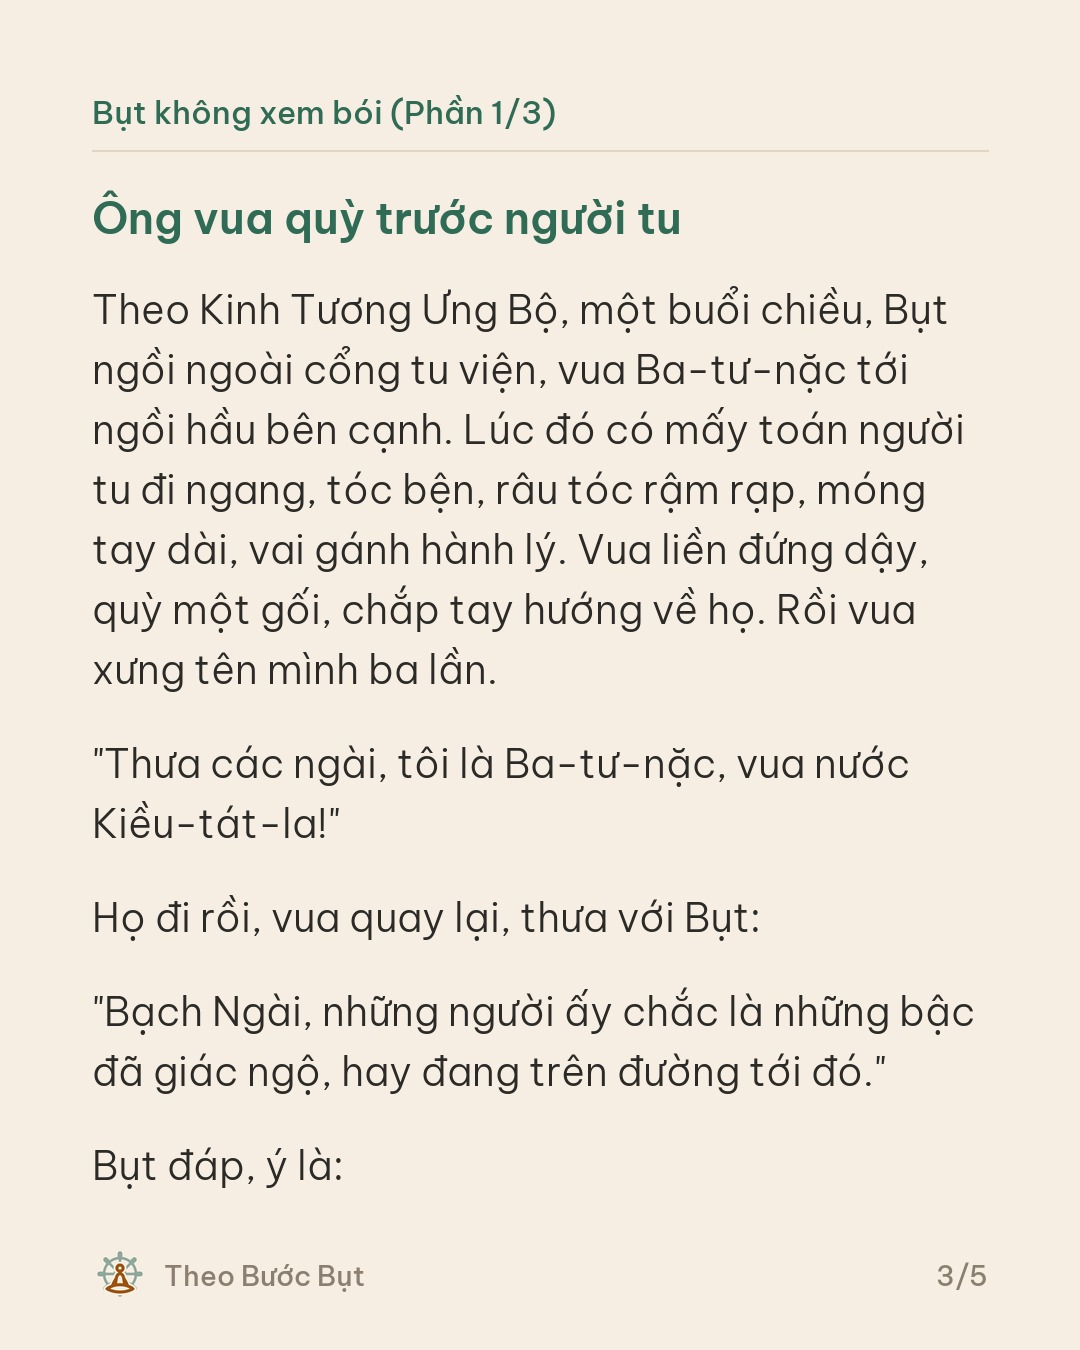 Bụt không xem bói (Phần 1/3)
Ông vua quỳ trước người tu
Theo Kinh Tương Ưng Bộ, một buổi chiều, Bụt
ngồi ngoài cổng tu viện, vua Ba-tư-nặc tới
ngồi hầu bên cạnh. Lúc đó có mấy toán người
tu đi ngang, tóc bện, râu tóc rậm rạp, móng
tay dài, vai gánh hành lý. Vua liền đứng dậy,
quỳ một gối, chắp tay hướng về họ. Rồi vua
xưng tên mình ba lần.
"Thưa các ngài, tôi là Ba-tư-nặc, vua nước
Kiều-tát-la!"
Họ đi rồi, vua quay lại, thưa với Bụt:
"Bạch Ngài, những người ấy chắc là những bậc
đã giác ngộ, hay đang trên đường tới đó."
Bụt đáp, ý là:
Theo Bước Bụt
3/5